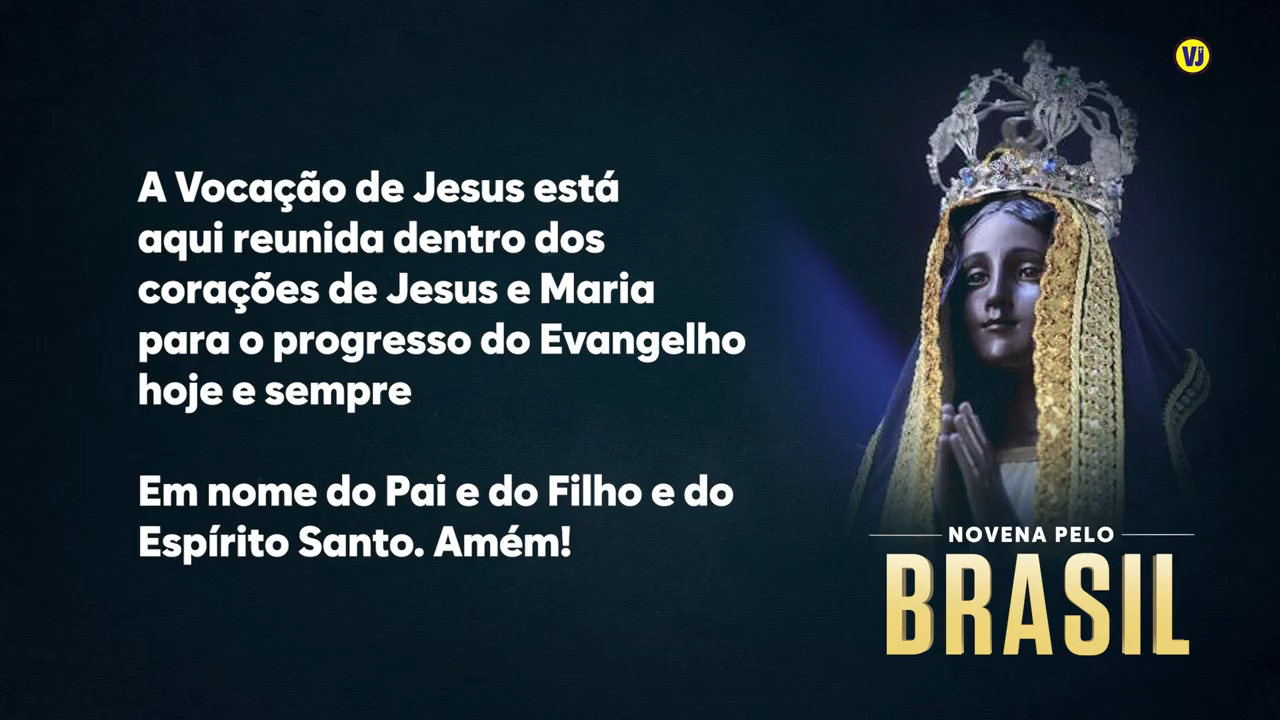 VJ
A Vocação de Jesus está
aqui reunida dentro dos
corações de Jesus e Maria
para o progresso do Evangelho
hoje e sempre
Em nome do Pai e do Filho e do
Espírito Santo. Amém!
NOVENA PELO
BRASIL